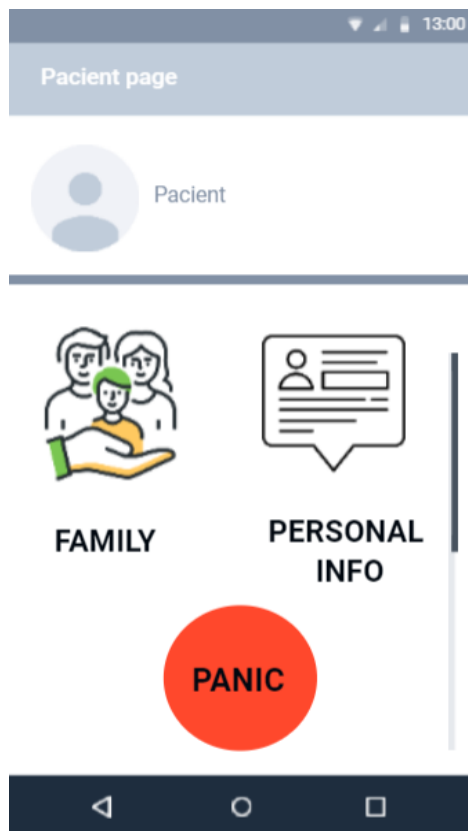 13:00
Pacient page
Pacient
FAMILY
PERSONAL
INFO
PANIC